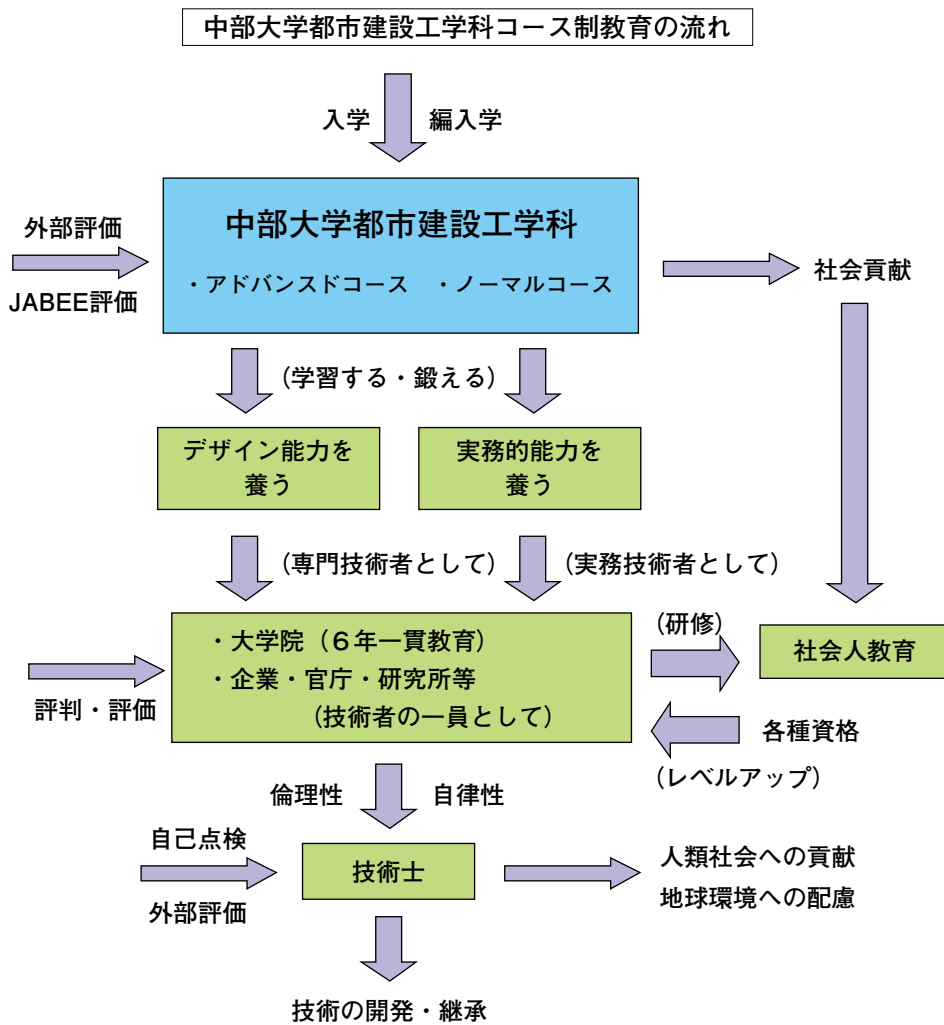 中部大学都市建設工学科コース制教育の流れ
入学
編入学
中部大学都市建設工学科
・アドバンスドコース ・ノーマルコース
外部評価
JABEE評価
社会貢献
(学習する・鍛える)
デザイン能力を
養う
実務的能力を
養う
(専門技術者として)
(実務技術者として)
・大学院（６年一貫教育）
・企業・官庁・研究所等
(技術者の一員として)
評判・評価
(研修)
社会人教育
各種資格
(レベルアップ)
倫理性
自律性
自己点検
外部評価
技術士
人類社会への貢献
地球環境への配慮
技術の開発・継承